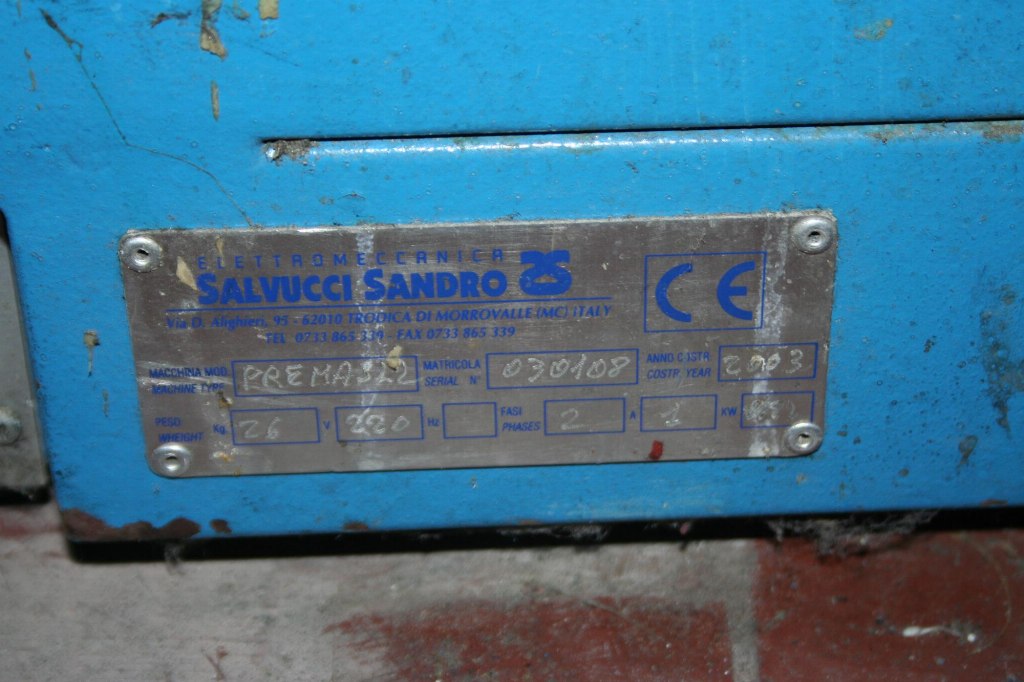 ELETTROMECCANICA
SALVUCCI SANDRO
Via D. Alighieri, 95 - 62010 TRODICA DI MORROVALLE (MC) ITALY
TEL 0733 865 339 - FAX 0733 865 339
CE
MACCHINA MOD. MATRICOLA 030108 ANNO COSTR. 2003
MACHINE TYPE SERIAL N° COSTR. YEAR
PESO Kg. 26 V 220 Hz FASI 2 A 1 KW
WHEIGHT PHASES